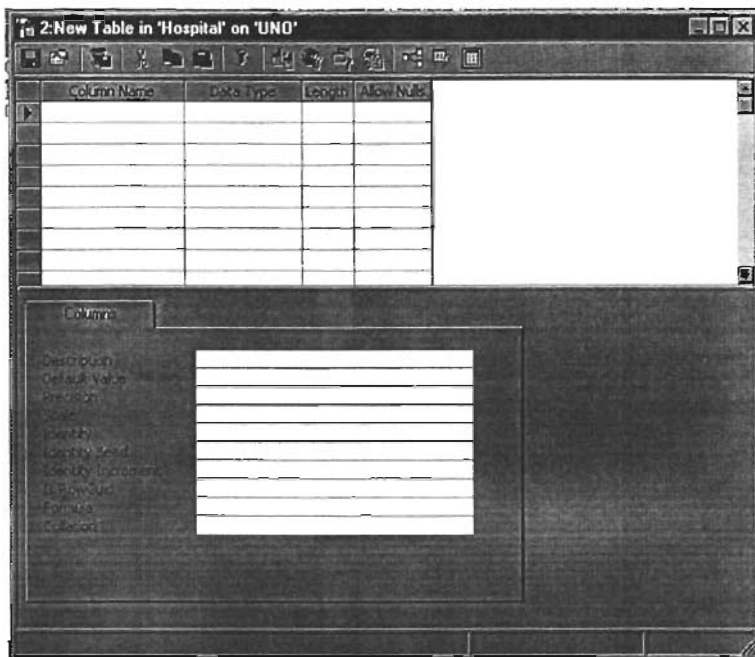 2:New Table in 'Hospital' on 'UNO'
Column Name Data Type Length Allow Nulls
Columns
Description
Default Value
Precision
Scale
Identity
Identity Seed
Identity Increment
Is RowGuid
Formula
Collation